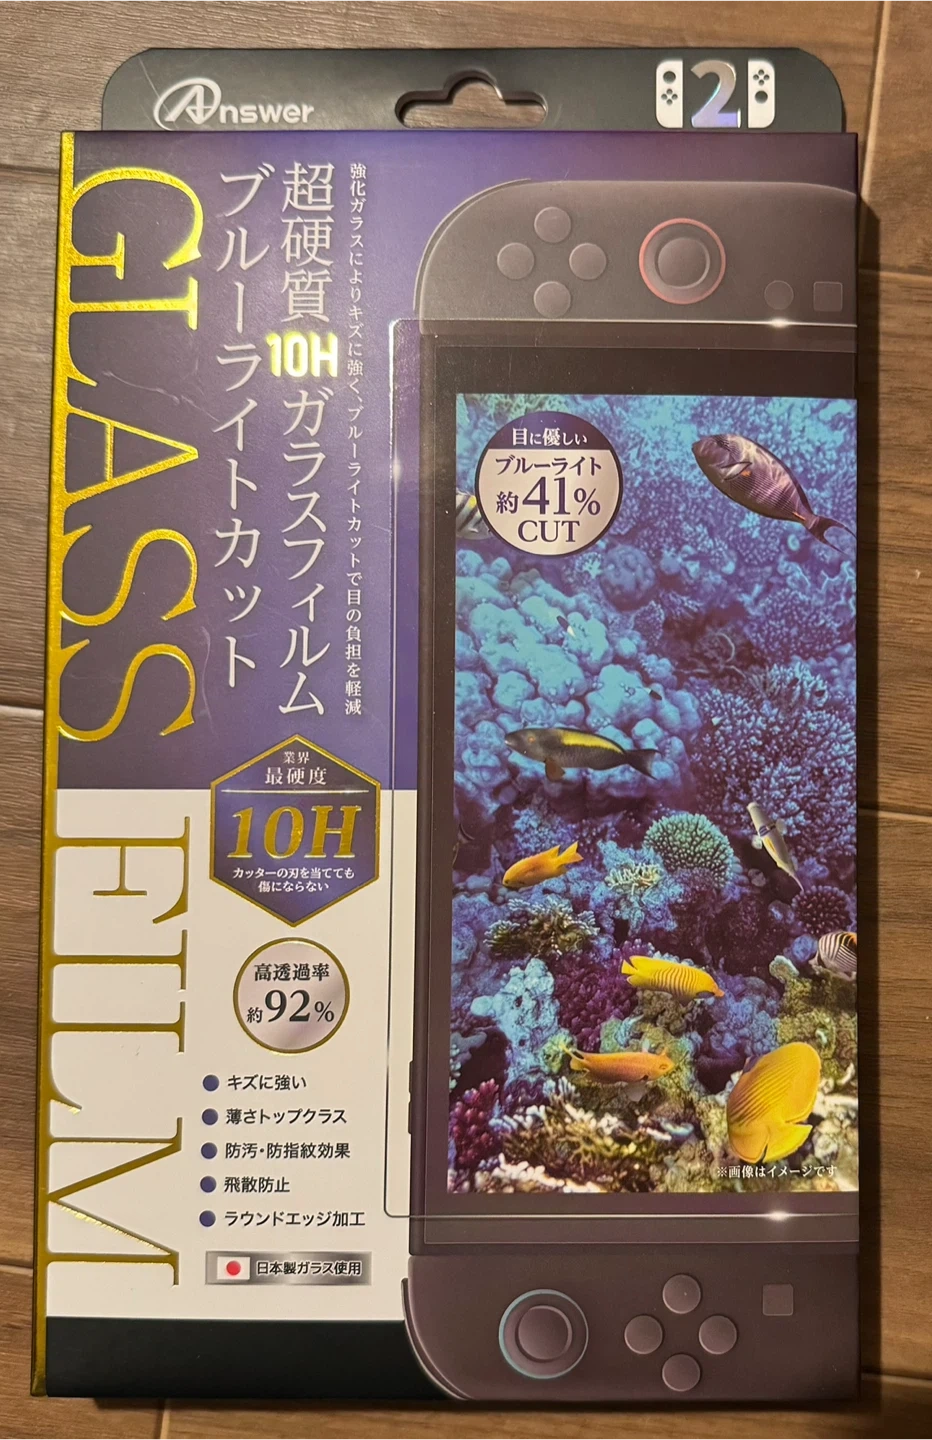 Answer
2
GLASS FILM
強化ガラスによりキズに強く、ブルーライトカットで目の負担を軽減
超硬質10Hガラスフィルム
ブルーライトカット
目に優しい
ブルーライト
約41%
CUT
業界
最硬度
10H
カッターの刃を当てても
傷にならない
高透過率
約92%
● キズに強い
● 薄さトップクラス
● 防汚・防指紋効果
● 飛散防止
● ラウンドエッジ加工
日本製ガラス使用
※画像はイメージです